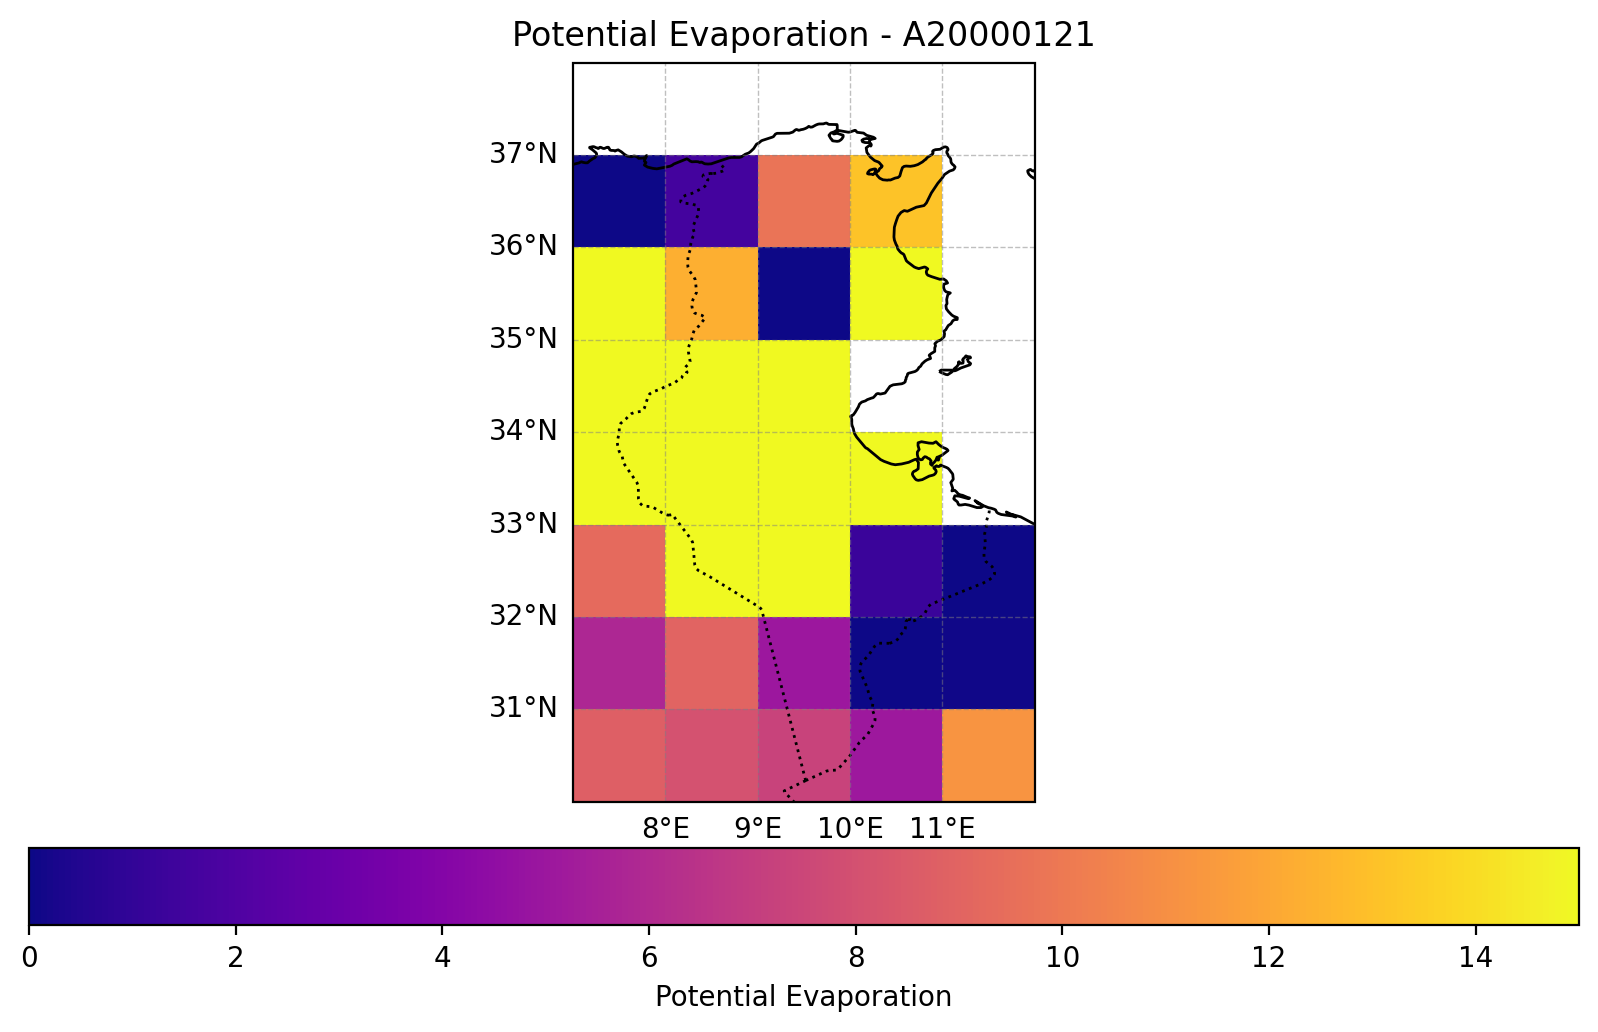 Potential Evaporation - A20000121
37°N
36°N
35°N
34°N
33°N
32°N
31°N
8°E 9°E 10°E 11°E
0 2 4 6 8 10 12 14
Potential Evaporation